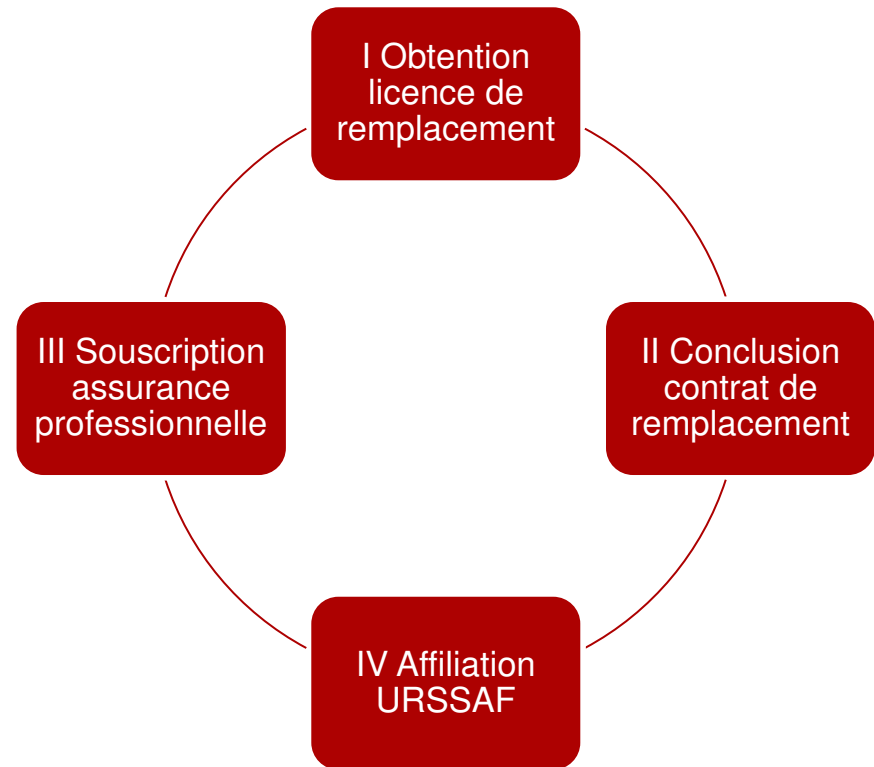 I Obtention
licence de
remplacement
II Conclusion
contrat de
remplacement
III Souscription
assurance
professionnelle
IV Affiliation
URSSAF